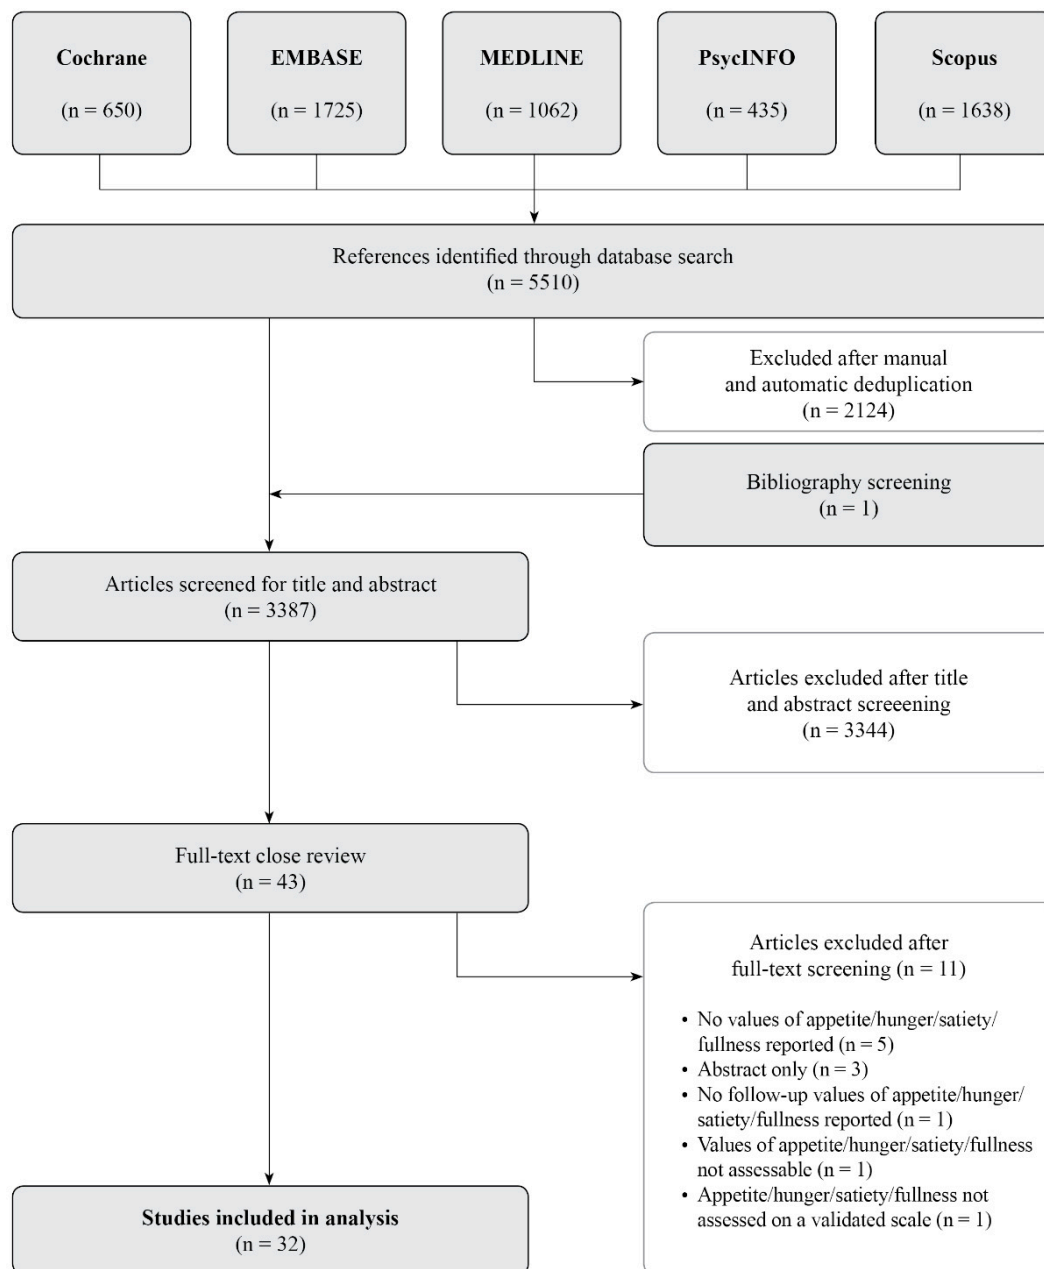 Cochrane
(n = 650)
EMBASE
(n = 1725)
MEDLINE
(n = 1062)
PsycINFO
(n = 435)
Scopus
(n = 1638)
References identified through database search
(n = 5510)
Excluded after manual
and automatic deduplication
(n = 2124)
Bibliography screening
(n = 1)
Articles screened for title and abstract
(n = 3387)
Articles excluded after title
and abstract screeening
(n = 3344)
Full-text close review
(n = 43)
Articles excluded after
full-text screening (n = 11)
• No values of appetite/hunger/satiety/
fullness reported (n = 5)
• Abstract only (n = 3)
• No follow-up values of appetite/hunger/
satiety/fullness reported (n = 1)
• Values of appetite/hunger/satiety/fullness
not assessable (n = 1)
• Appetite/hunger/satiety/fullness not
assessed on a validated scale (n = 1)
Studies included in analysis
(n = 32)